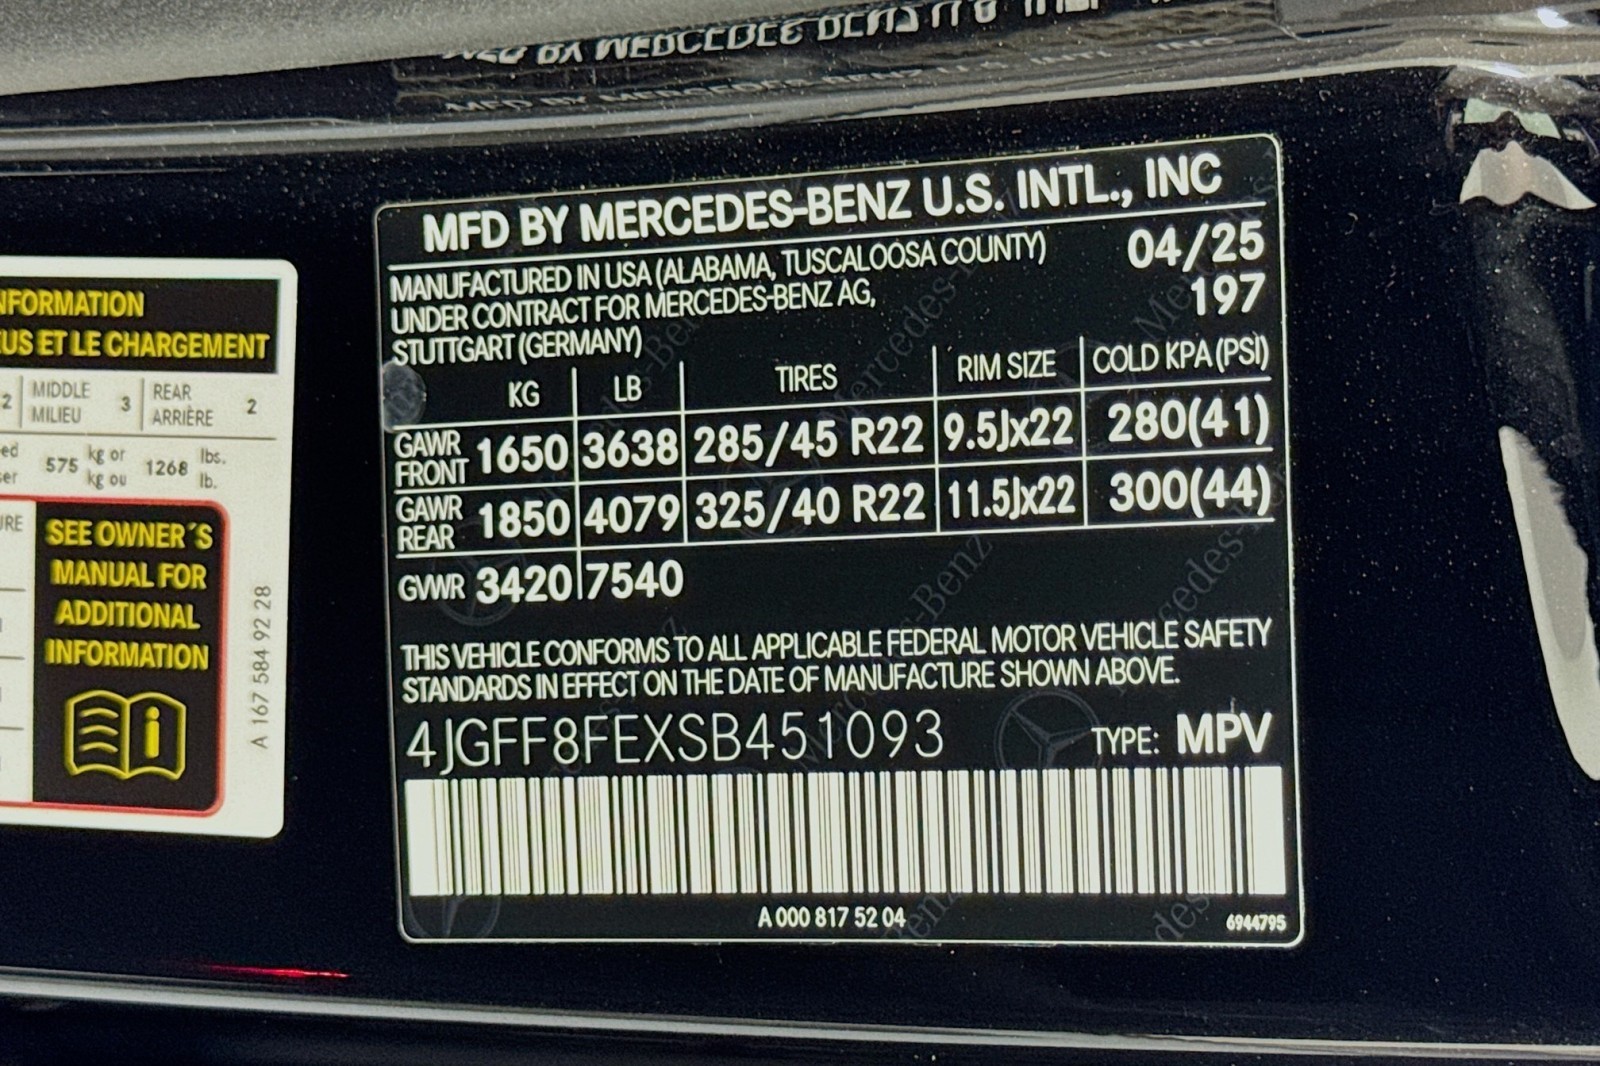 NFORMATION
EUS ET LE CHARGEMENT
2 MIDDLE MILIEU 3 REAR ARRIÈRE 2
575 kg or kg ou 1268 lbs. lb.
SEE OWNER´S
MANUAL FOR
ADDITIONAL
INFORMATION
A 167 584 92 28
MFD BY MERCEDES-BENZ U.S. INTL., INC
MANUFACTURED IN USA (ALABAMA, TUSCALOOSA COUNTY) 04/25
UNDER CONTRACT FOR MERCEDES-BENZ AG, 197
STUTTGART (GERMANY)
KG LB TIRES RIM SIZE COLD KPA (PSI)
GAWR FRONT 1650 3638 285/45 R22 9.5Jx22 280(41)
GAWR REAR 1850 4079 325/40 R22 11.5Jx22 300(44)
GVWR 3420 7540
THIS VEHICLE CONFORMS TO ALL APPLICABLE FEDERAL MOTOR VEHICLE SAFETY
STANDARDS IN EFFECT ON THE DATE OF MANUFACTURE SHOWN ABOVE.
4JGFF8FEXSB451093 TYPE: MPV
A 000 817 52 04 6944795